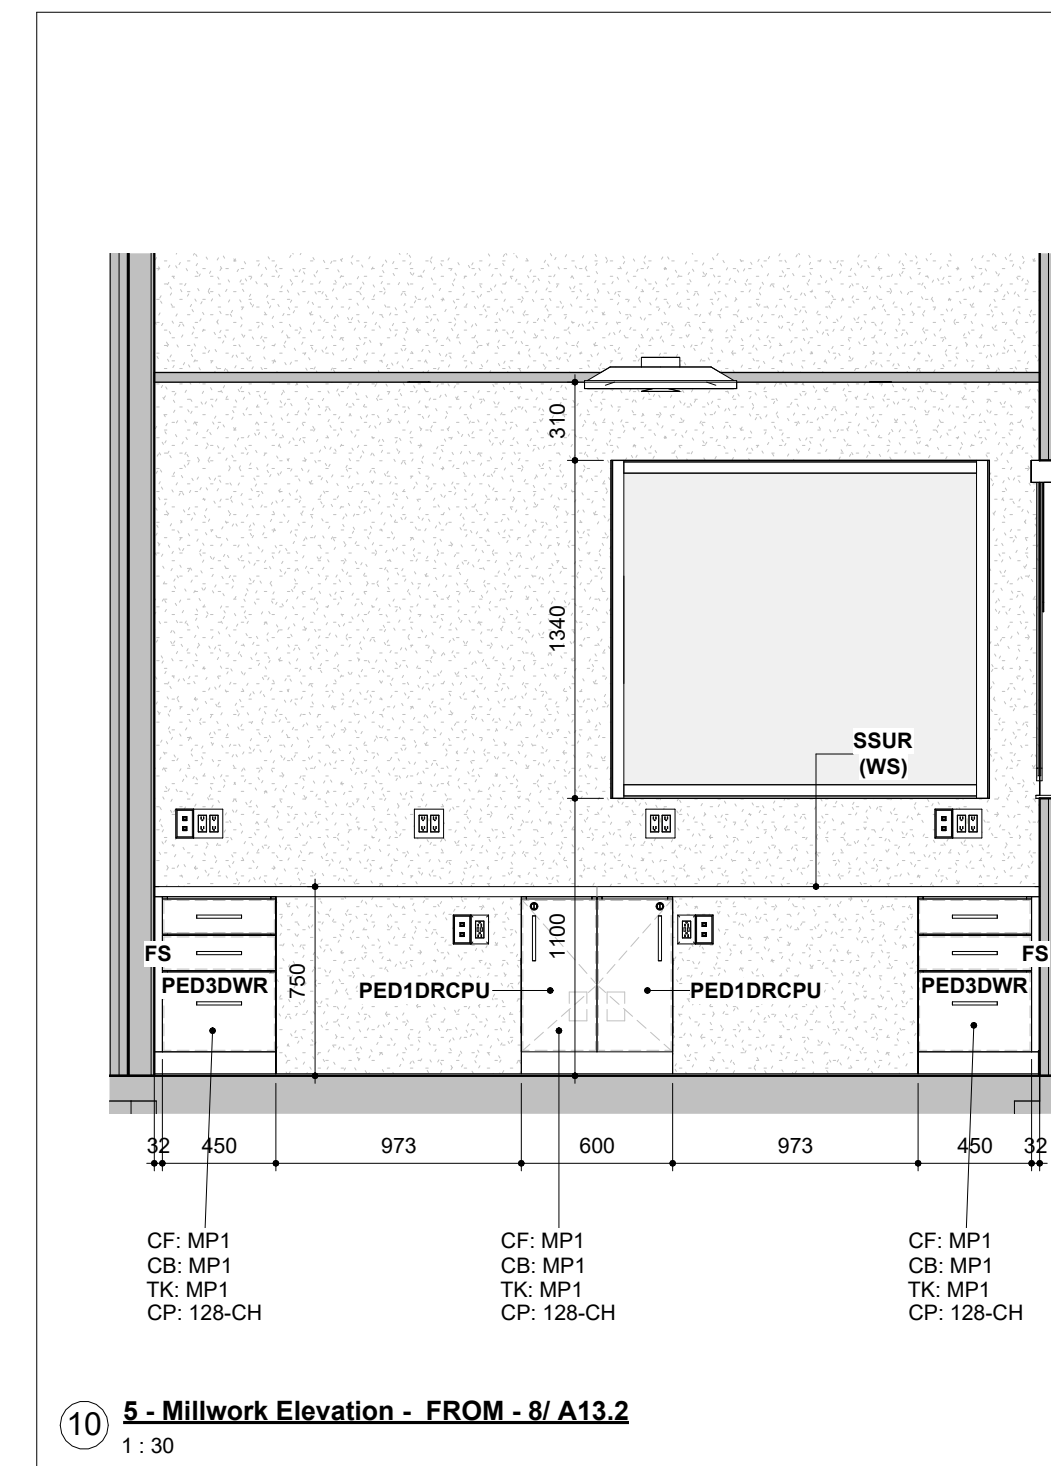 310
1340
SSUR
(WS)
1100
750
FS
PED3DWR
PED1DRCPU
PED1DRCPU
FS
PED3DWR
32 450 973 600 973 450 32
CF: MP1
CB: MP1
TK: MP1
CP: 128-CH
CF: MP1
CB: MP1
TK: MP1
CP: 128-CH
CF: MP1
CB: MP1
TK: MP1
CP: 128-CH
10 5 - Millwork Elevation - FROM - 8/ A13.2
1 : 30